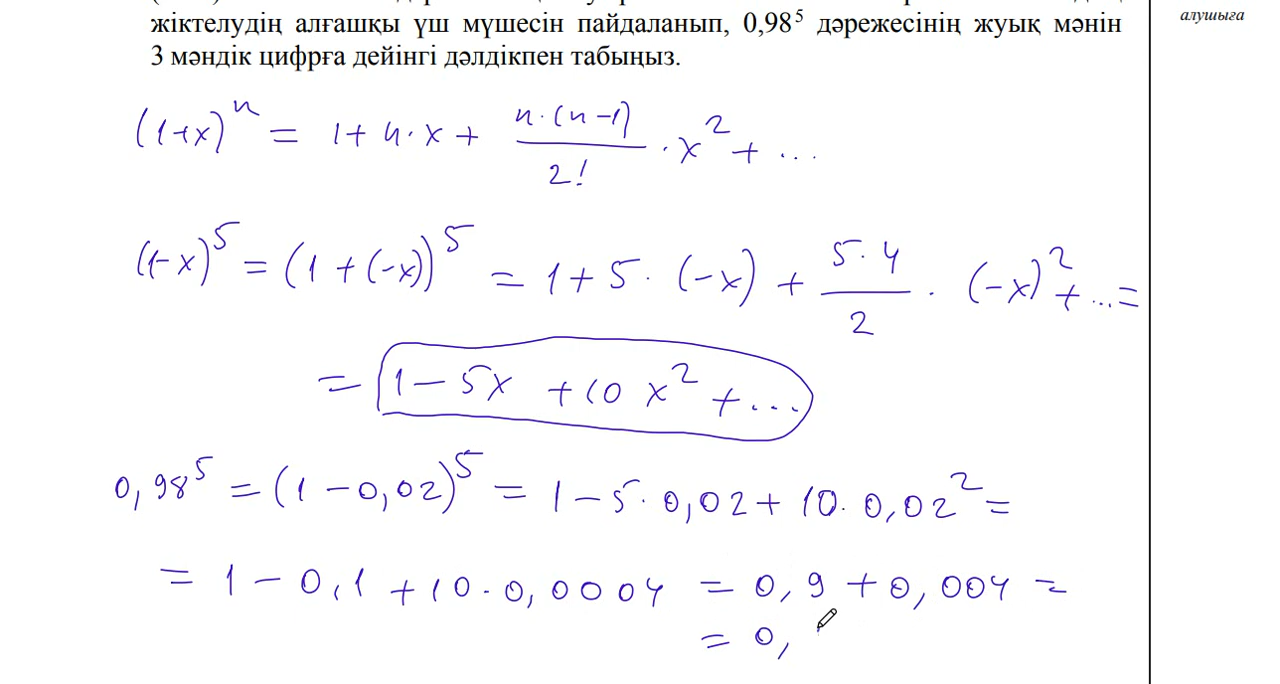 жіктелудің алғашқы үш мүшесін пайдаланып, 0,98⁵ дәрежесінің жуық мәнін
3 мәндік цифрға дейінгі дәлдікпен табыңыз.
алушыға
(1+x)ⁿ = 1 + n·x + n·(n-1)/2! · x² + ...
(1-x)⁵ = (1+(-x))⁵ = 1 + 5·(-x) + 5·4/2 · (-x)² + ... =
= 1 - 5x + 10x² + ...
0,98⁵ = (1-0,02)⁵ = 1 - 5·0,02 + 10·0,02² =
= 1 - 0,1 + 10·0,0004 = 0,9 + 0,004 =
= 0,